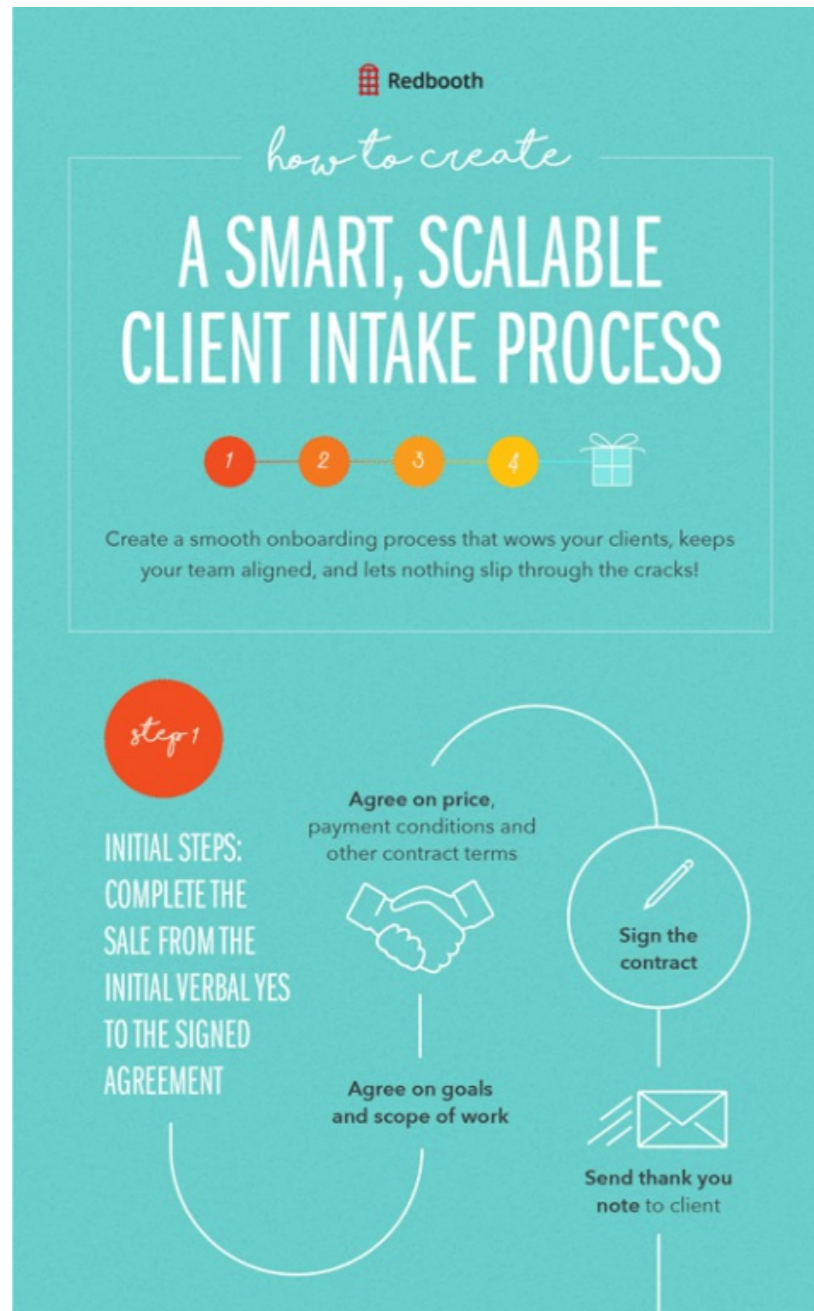 Redbooth
how to create
A SMART, SCALABLE
CLIENT INTAKE PROCESS
1 2 3 4
Create a smooth onboarding process that wows your clients, keeps
your team aligned, and lets nothing slip through the cracks!
step 1
INITIAL STEPS:
COMPLETE THE
SALE FROM THE
INITIAL VERBAL YES
TO THE SIGNED
AGREEMENT
Agree on goals
and scope of work
Agree on price,
payment conditions and
other contract terms
Sign the
contract
Send thank you
note to client